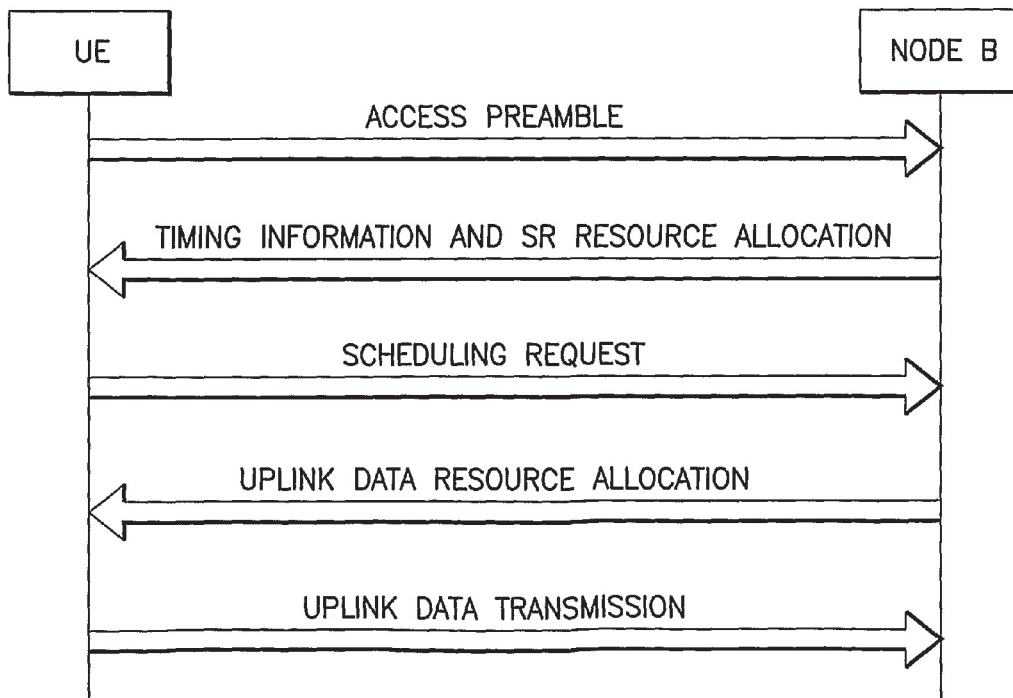 UE
NODE B
ACCESS PREAMBLE
TIMING INFORMATION AND SR RESOURCE ALLOCATION
SCHEDULING REQUEST
UPLINK DATA RESOURCE ALLOCATION
UPLINK DATA TRANSMISSION